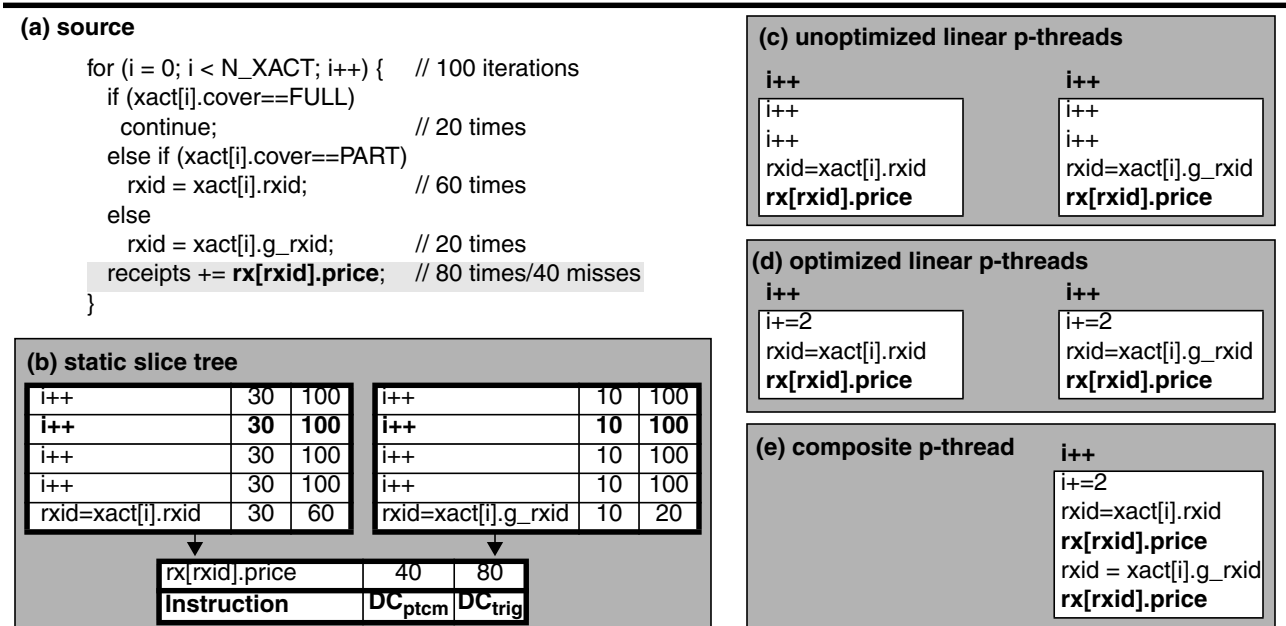 (a) source
for (i = 0; i < N_XACT; i++) { // 100 iterations
if (xact[i].cover==FULL)
continue; // 20 times
else if (xact[i].cover==PART)
rxid = xact[i].rxid; // 60 times
else
rxid = xact[i].g_rxid; // 20 times
receipts += rx[rxid].price; // 80 times/40 misses
}
(b) static slice tree
i++ 30 100 i++ 10 100
i++ 30 100 i++ 10 100
i++ 30 100 i++ 10 100
i++ 30 100 i++ 10 100
rxid=xact[i].rxid 30 60 rxid=xact[i].g_rxid 10 20
rx[rxid].price 40 80
Instruction DCptcm DCtrig
(c) unoptimized linear p-threads
i++ i++
i++ i++
i++ i++
rxid=xact[i].rxid rxid=xact[i].g_rxid
rx[rxid].price rx[rxid].price
(d) optimized linear p-threads
i++ i++
i+=2 i+=2
rxid=xact[i].rxid rxid=xact[i].g_rxid
rx[rxid].price rx[rxid].price
(e) composite p-thread
i++
i+=2
rxid=xact[i].rxid
rx[rxid].price
rxid = xact[i].g_rxid
rx[rxid].price